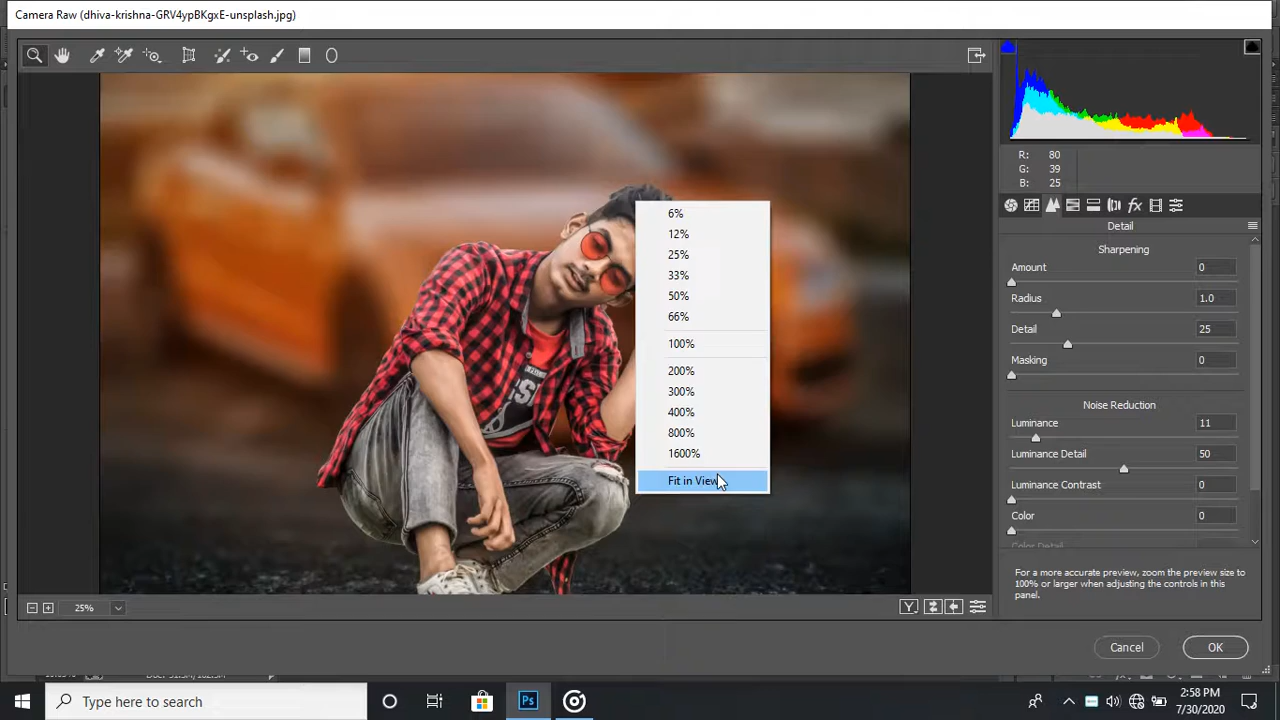 Camera Raw (dhiva-krishna-GRV4ypBKgxE-unsplash.jpg)
R: 80
G: 39
B: 25
Detail
Sharpening
Amount 0
Radius 1.0
Detail 25
Masking 0
Noise Reduction
Luminance 11
Luminance Detail 50
Luminance Contrast 0
Color 0
Color Detail
For a more accurate preview, zoom the preview size to
100% or larger when adjusting the controls in this
panel.
6%
12%
25%
33%
50%
66%
100%
200%
300%
400%
800%
1600%
Fit in View
25%
Cancel OK
Type here to search
Ps
2:58 PM
7/30/2020